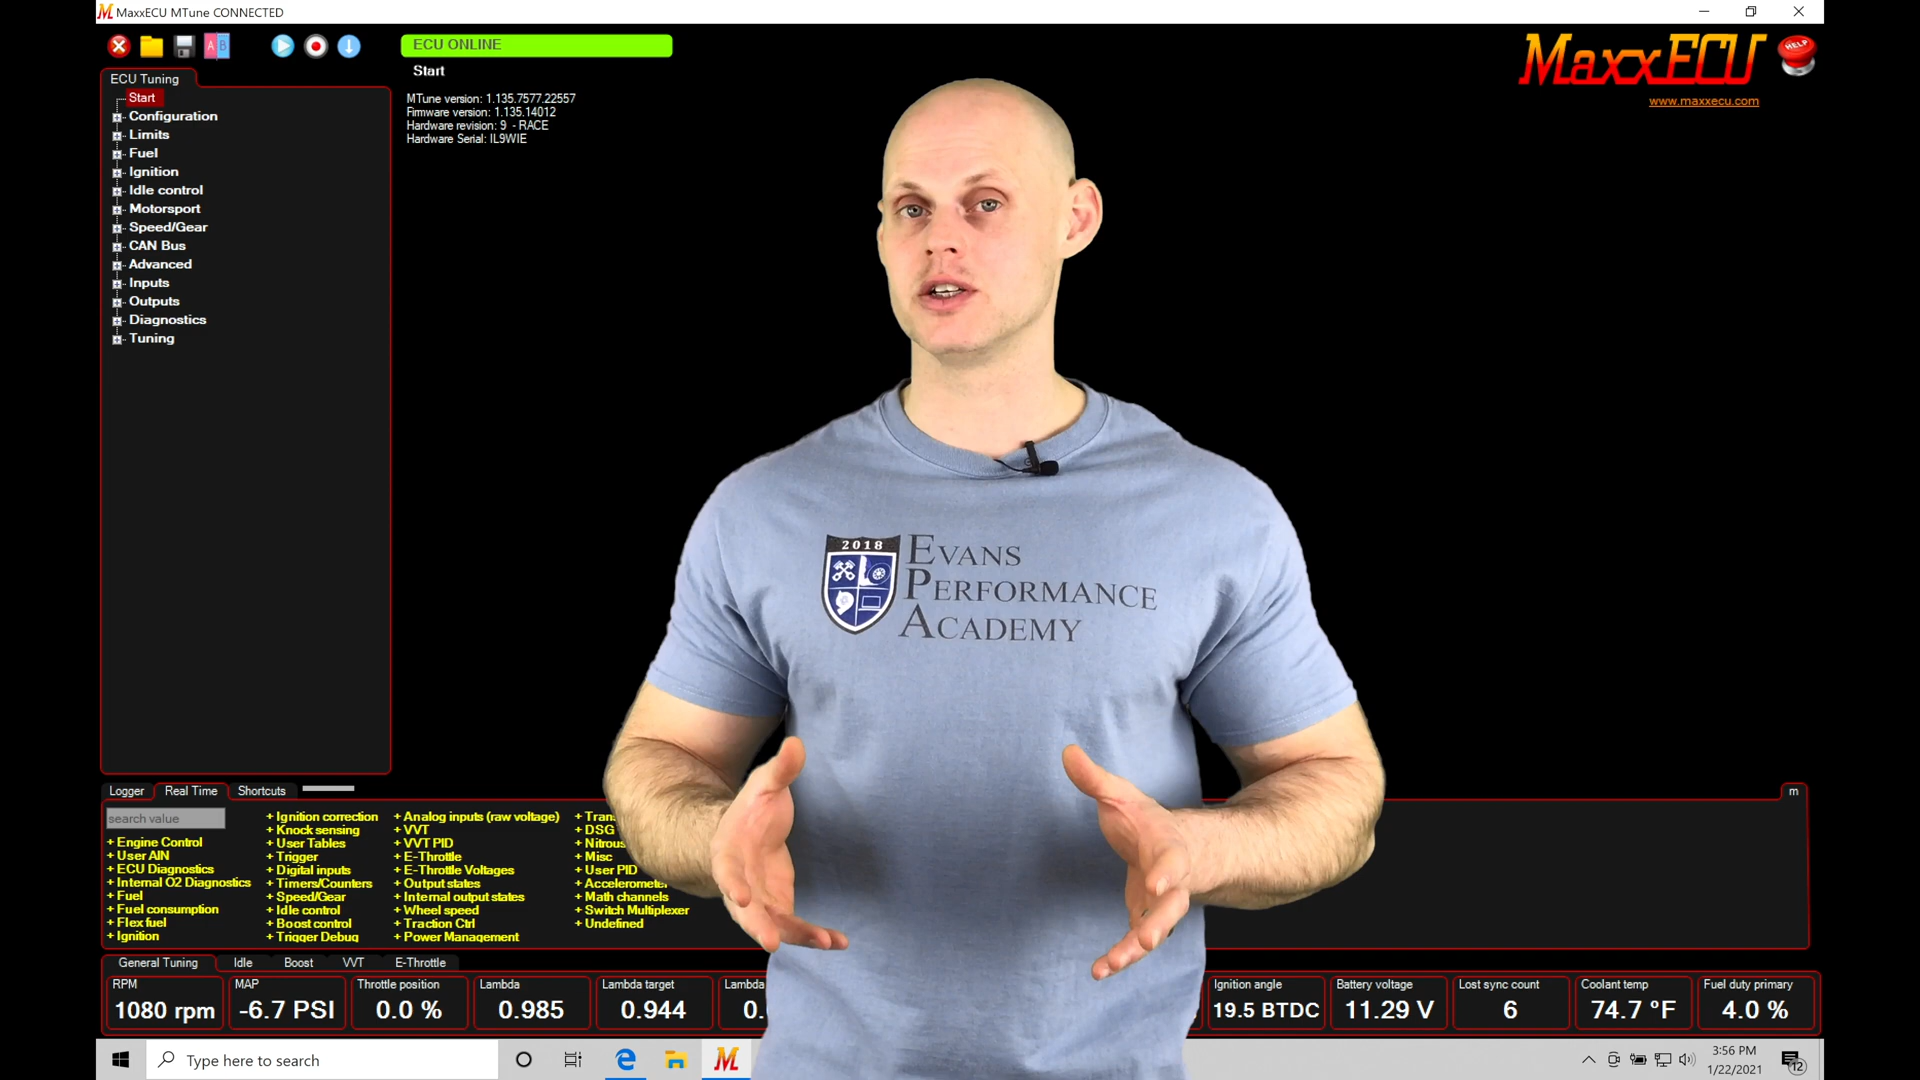 MaxxECU MTune CONNECTED
ECU ONLINE
Start
MaxxECU
HELP
www.maxxecu.com
MTune version: 1.135.7577.22557
Firmware version: 1.135.14012
Hardware revision: 9 - RACE
Hardware Serial: IL9WIE
ECU Tuning
Start
Configuration
Limits
Fuel
Ignition
Idle control
Motorsport
Speed/Gear
CAN Bus
Advanced
Inputs
Outputs
Diagnostics
Tuning
2018
EVANS
PERFORMANCE
ACADEMY
Logger Real Time Shortcuts
m
search value
+ Engine Control
+ User AIN
+ ECU Diagnostics
+ Internal O2 Diagnostics
+ Fuel
+ Fuel consumption
+ Flex fuel
+ Ignition
+ Ignition correction
+ Knock sensing
+ User Tables
+ Trigger
+ Digital inputs
+ Timers/Counters
+ Speed/Gear
+ Idle control
+ Boost control
+ Trigger Debug
+ Analog inputs (raw voltage)
+ VVT
+ VVT PID
+ E-Throttle
+ E-Throttle Voltages
+ Output states
+ Internal output states
+ Wheel speed
+ Traction Ctrl
+ Power Management
+ Trans
+ DSG
+ Nitrous
+ Misc
+ User PID
+ Accelerometer
+ Math channels
+ Switch Multiplexer
+ Undefined
General Tuning Idle Boost VVT E-Throttle
RPM MAP Throttle position Lambda Lambda target Lambda Ignition angle Battery voltage Lost sync count Coolant temp Fuel duty primary
1080 rpm -6.7 PSI 0.0 % 0.985 0.944 0. 19.5 BTDC 11.29 V 6 74.7 °F 4.0 %
Type here to search
3:56 PM
1/22/2021
12